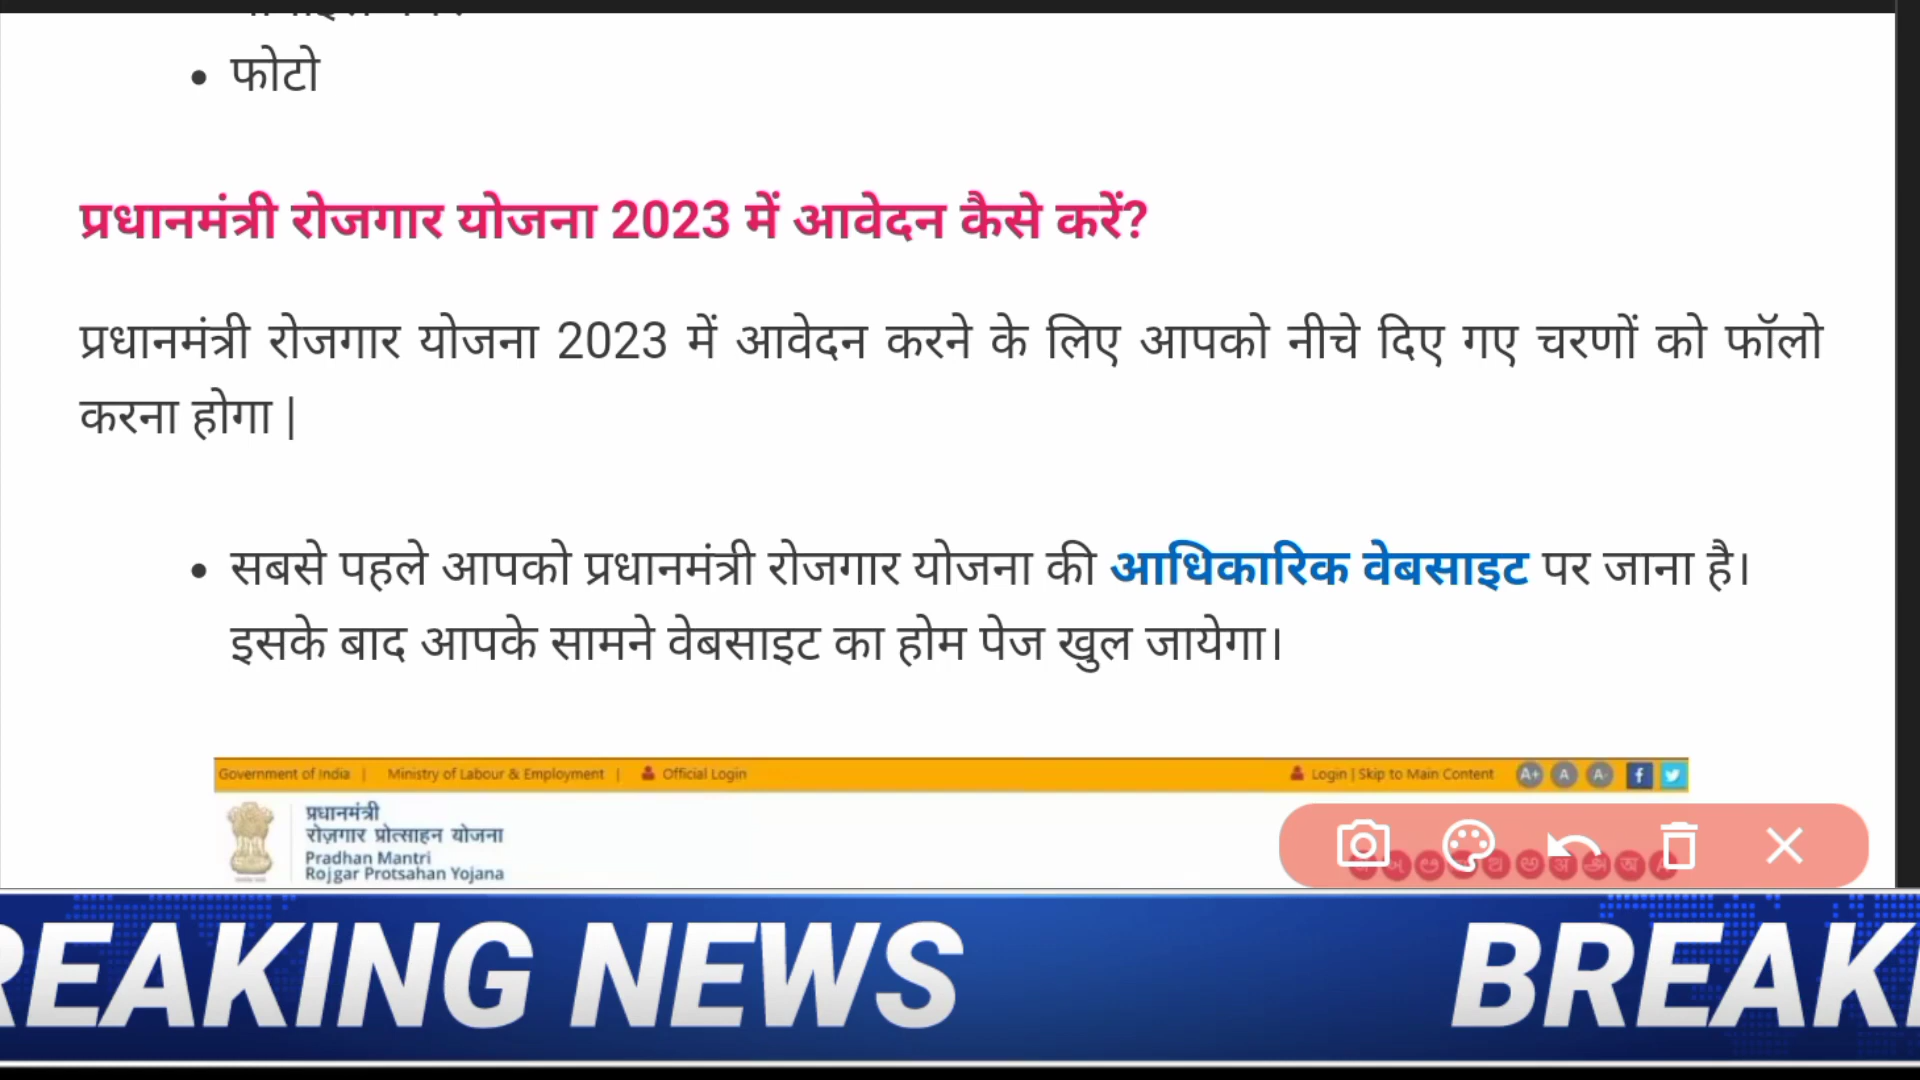 फोटो
प्रधानमंत्री रोजगार योजना 2023 में आवेदन कैसे करें?
प्रधानमंत्री रोजगार योजना 2023 में आवेदन करने के लिए आपको नीचे दिए गए चरणों को फॉलो
करना होगा |
सबसे पहले आपको प्रधानमंत्री रोजगार योजना की आधिकारिक वेबसाइट पर जाना है।
इसके बाद आपके सामने वेबसाइट का होम पेज खुल जायेगा।
Government of India | Ministry of Labour & Employment | Official Login Login | Skip to Main Content A+ A A-
प्रधानमंत्री
रोज़गार प्रोत्साहन योजना
Pradhan Mantri
Rojgar Protsahan Yojana
REAKING NEWS BREAK